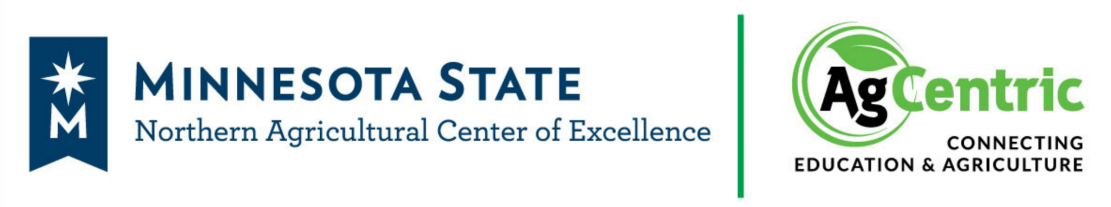 M
MINNESOTA STATE
Northern Agricultural Center of Excellence
AgCentric
CONNECTING
EDUCATION & AGRICULTURE